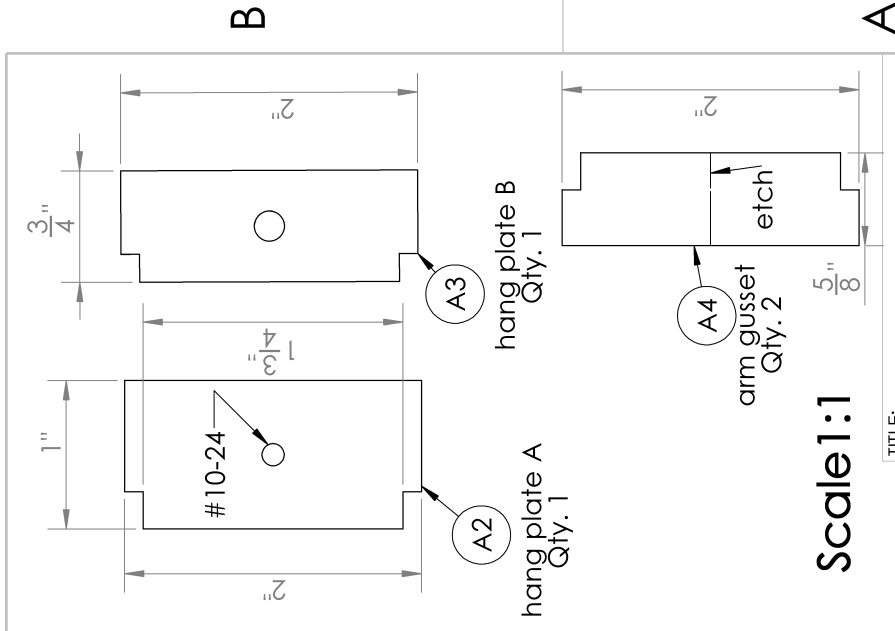 B
A
2"
3/4"
hang plate B
Qty. 1
A3
1 3/4"
1"
#10-24
2"
A2
hang plate A
Qty. 1
2"
etch
5/8"
A4
arm gusset
Qty. 2
Scale1:1
TITLE: